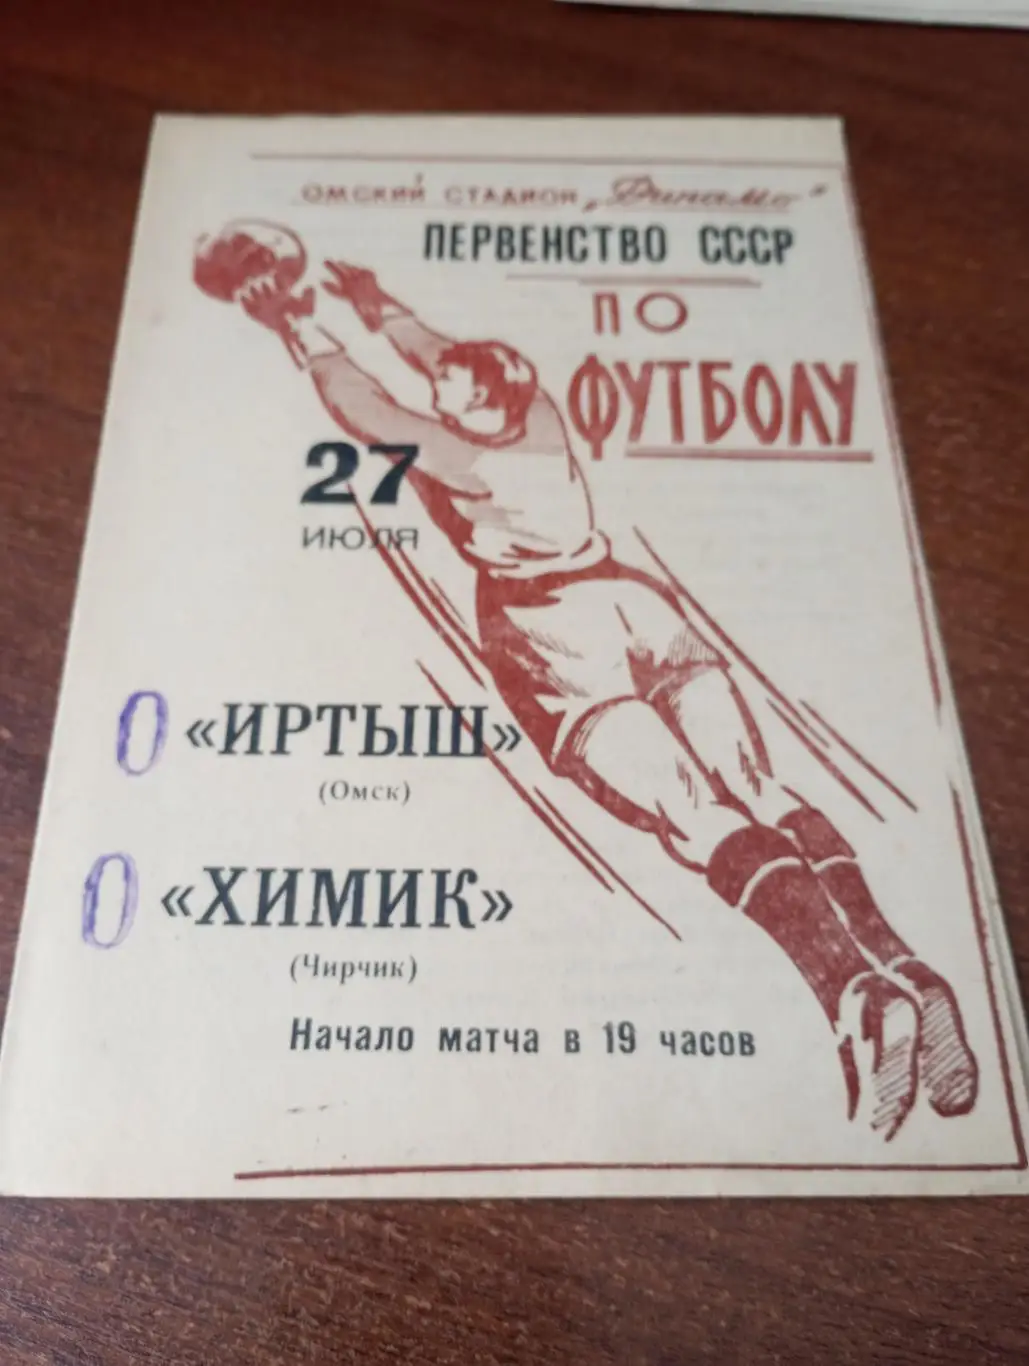 ОМСКИЙ СТАДИОН „Динамо"
ПЕРВЕНСТВО СССР
ПО
ФУТБОЛУ
27
ИЮЛЯ
0 «ИРТЫШ»
(Омск)
0 «ХИМИК»
(Чирчик)
Начало матча в 19 часов